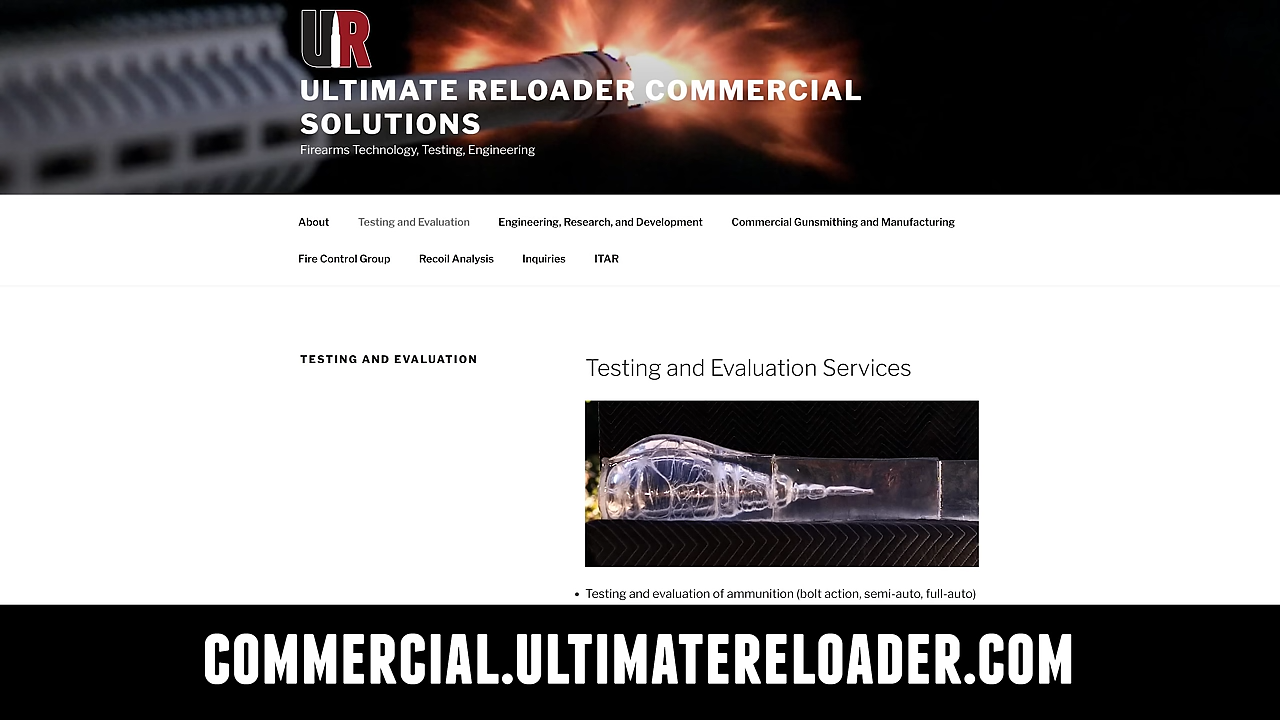 UR
ULTIMATE RELOADER COMMERCIAL
SOLUTIONS
Firearms Technology, Testing, Engineering
About Testing and Evaluation Engineering, Research, and Development Commercial Gunsmithing and Manufacturing
Fire Control Group Recoil Analysis Inquiries ITAR
TESTING AND EVALUATION
Testing and Evaluation Services
• Testing and evaluation of ammunition (bolt action, semi-auto, full-auto)
COMMERCIAL.ULTIMATERELOADER.COM